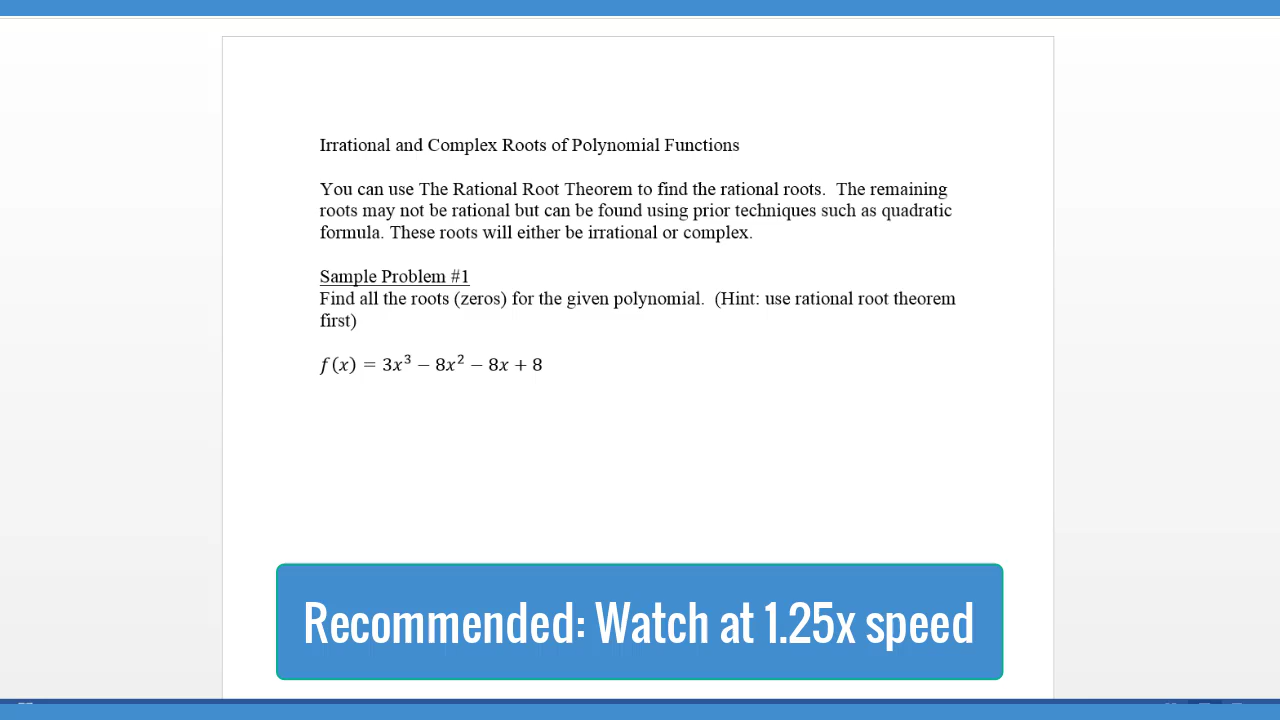 Irrational and Complex Roots of Polynomial Functions
You can use The Rational Root Theorem to find the rational roots.  The remaining
roots may not be rational but can be found using prior techniques such as quadratic
formula. These roots will either be irrational or complex.
Sample Problem #1
Find all the roots (zeros) for the given polynomial.  (Hint: use rational root theorem
first)
f(x) = 3x³ − 8x² − 8x + 8
Recommended: Watch at 1.25x speed